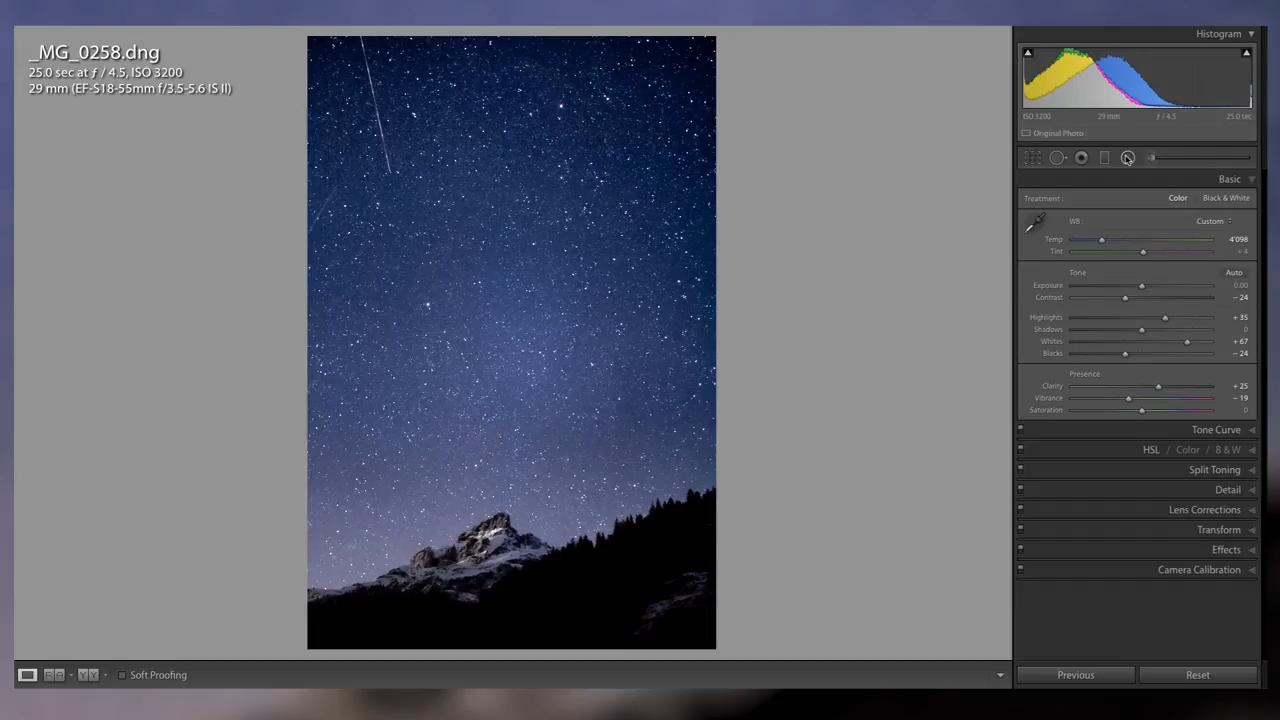 _MG_0258.dng
25.0 sec at ƒ / 4.5, ISO 3200
29 mm (EF-S18-55mm f/3.5-5.6 IS II)
Histogram
ISO 3200 29 mm ƒ / 4.5 25.0 sec
Original Photo
Basic
Treatment : Color Black & White
WB : Custom
Temp 4'098
Tint + 4
Tone Auto
Exposure 0.00
Contrast − 24
Highlights + 35
Shadows 0
Whites + 67
Blacks − 24
Presence
Clarity + 25
Vibrance − 19
Saturation 0
Tone Curve
HSL / Color / B & W
Split Toning
Detail
Lens Corrections
Transform
Effects
Camera Calibration
Soft Proofing
Previous Reset